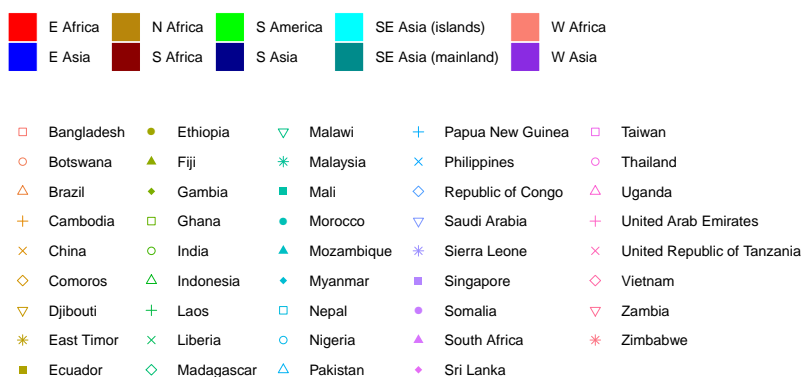 E Africa N Africa S America SE Asia (islands) W Africa
E Asia S Africa S Asia SE Asia (mainland) W Asia
Bangladesh Ethiopia Malawi Papua New Guinea Taiwan
Botswana Fiji Malaysia Philippines Thailand
Brazil Gambia Mali Republic of Congo Uganda
Cambodia Ghana Morocco Saudi Arabia United Arab Emirates
China India Mozambique Sierra Leone United Republic of Tanzania
Comoros Indonesia Myanmar Singapore Vietnam
Djibouti Laos Nepal Somalia Zambia
East Timor Liberia Nigeria South Africa Zimbabwe
Ecuador Madagascar Pakistan Sri Lanka